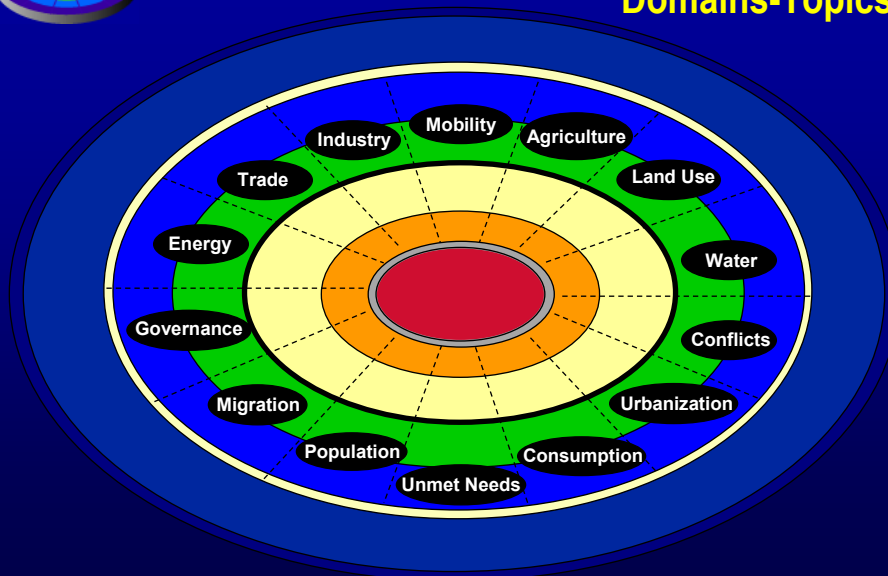 Domains-Topics
Mobility
Industry
Agriculture
Trade
Land Use
Energy
Water
Governance
Conflicts
Migration
Urbanization
Population
Consumption
Unmet Needs